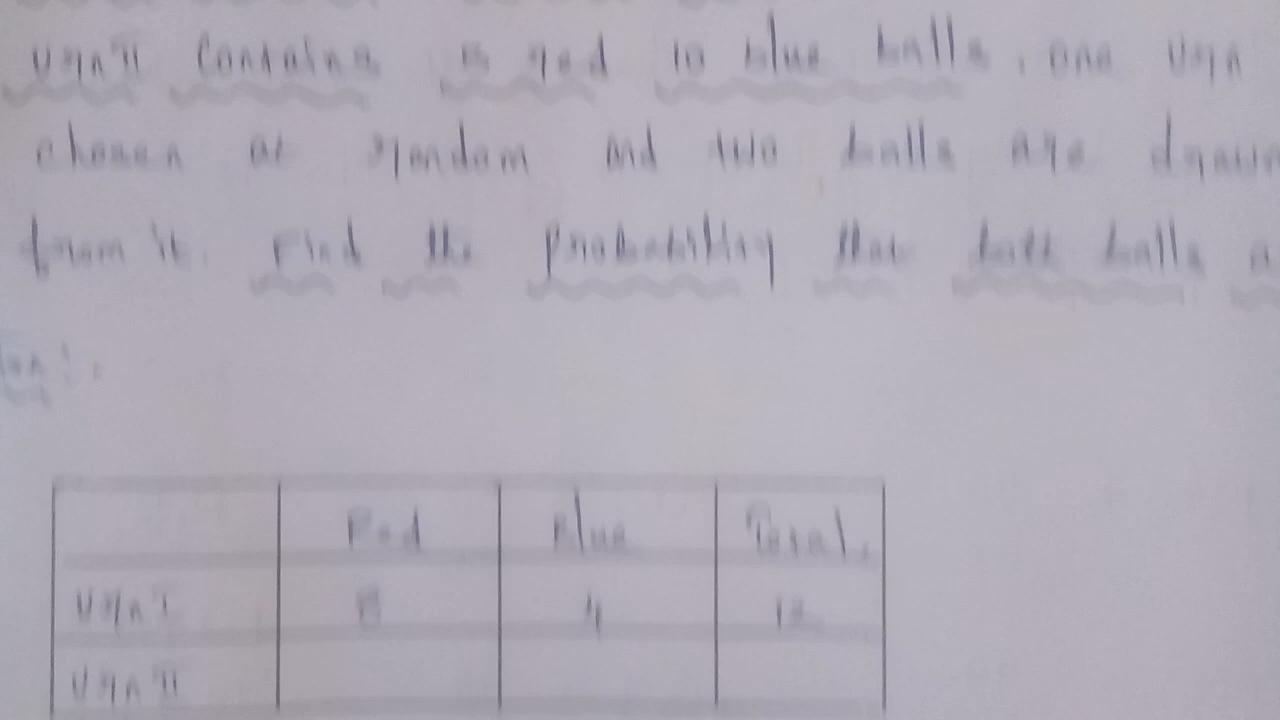 Urn II Contains red 10 blue balls, one Urn
chosen at random and two balls are drawn
from it. Find the Probability that both balls
Red Blue Total.
Urn I 8 4 12
Urn II